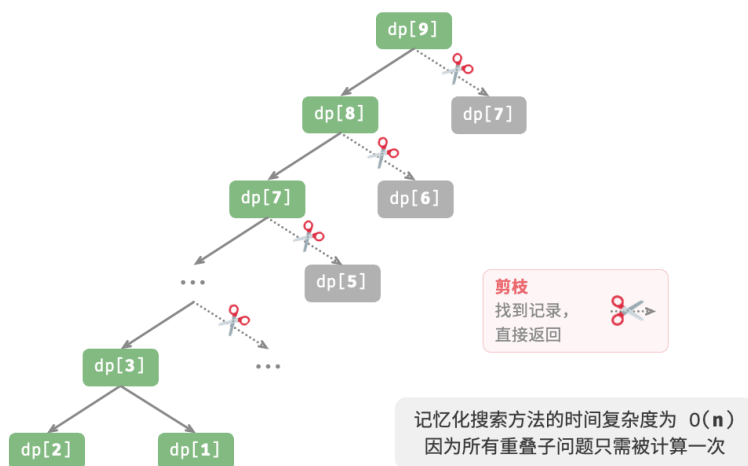 dp[9]
dp[8]
dp[7]
dp[7]
dp[6]
...
dp[5]
剪枝
找到记录，
直接返回
dp[3]
...
dp[2]
dp[1]
记忆化搜索方法的时间复杂度为 O(n)
因为所有重叠子问题只需被计算一次